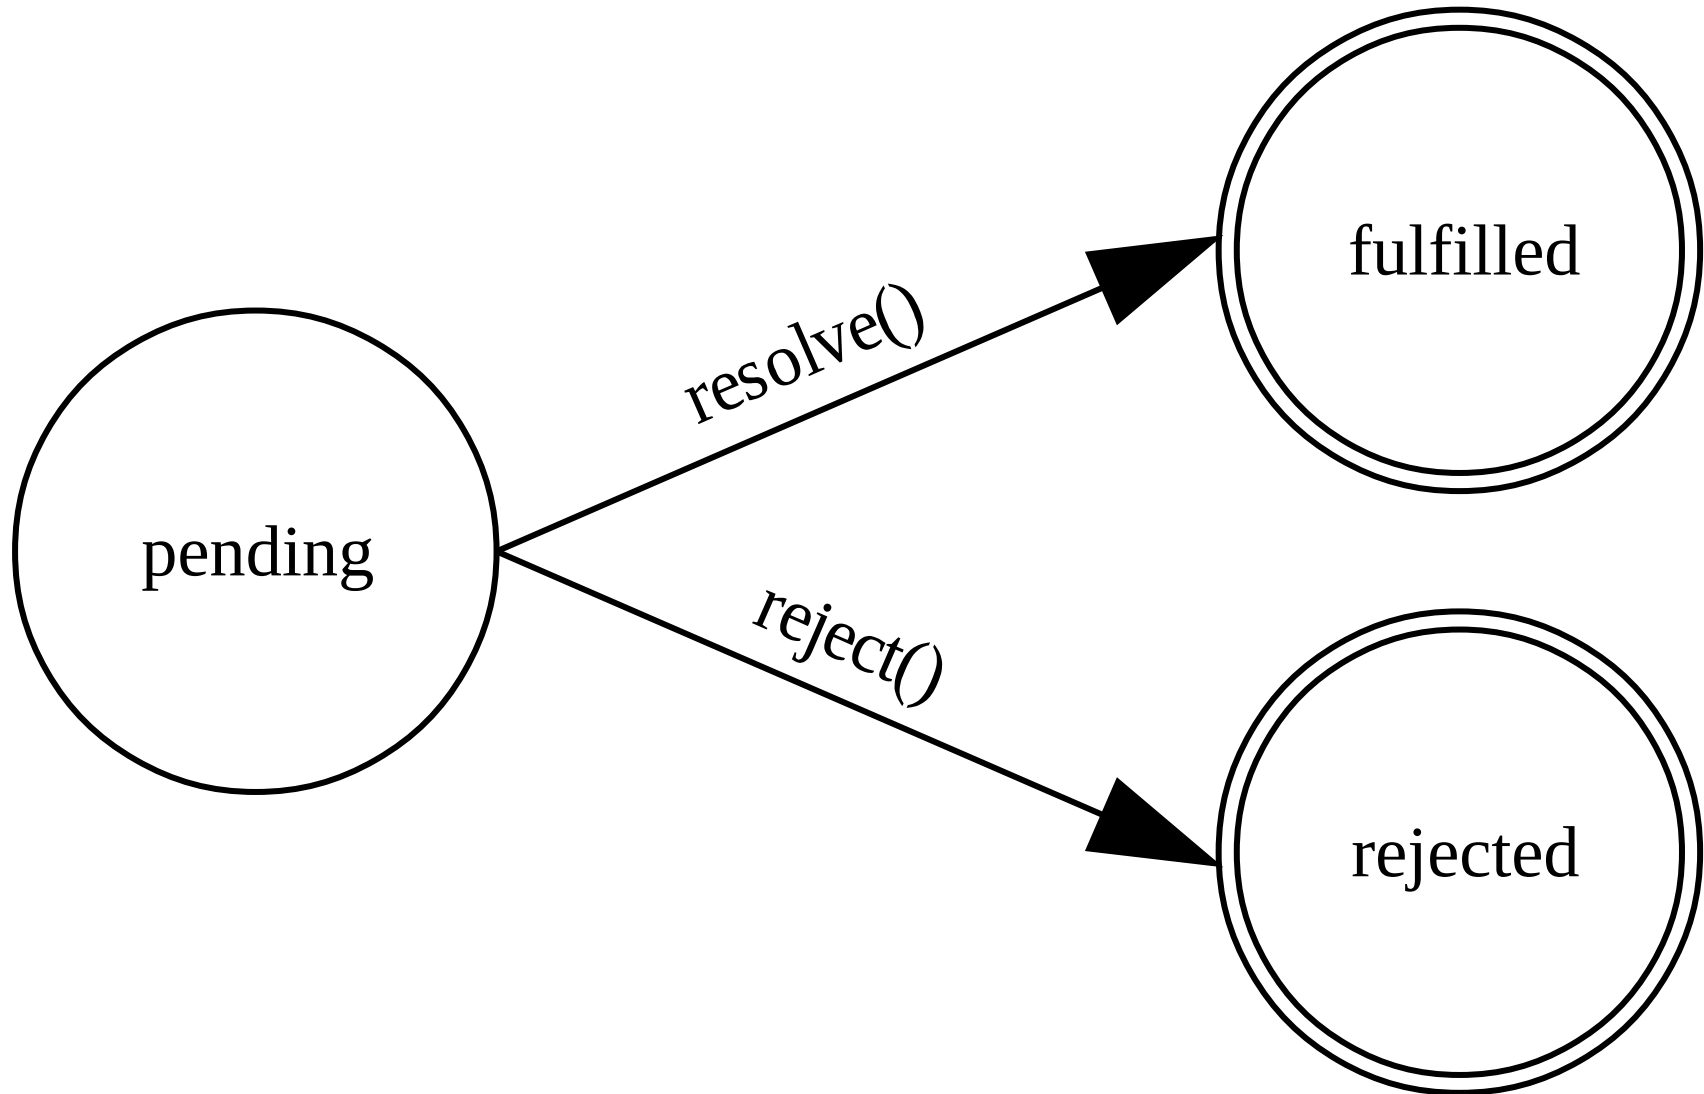 pending
resolve()
reject()
fulfilled
rejected